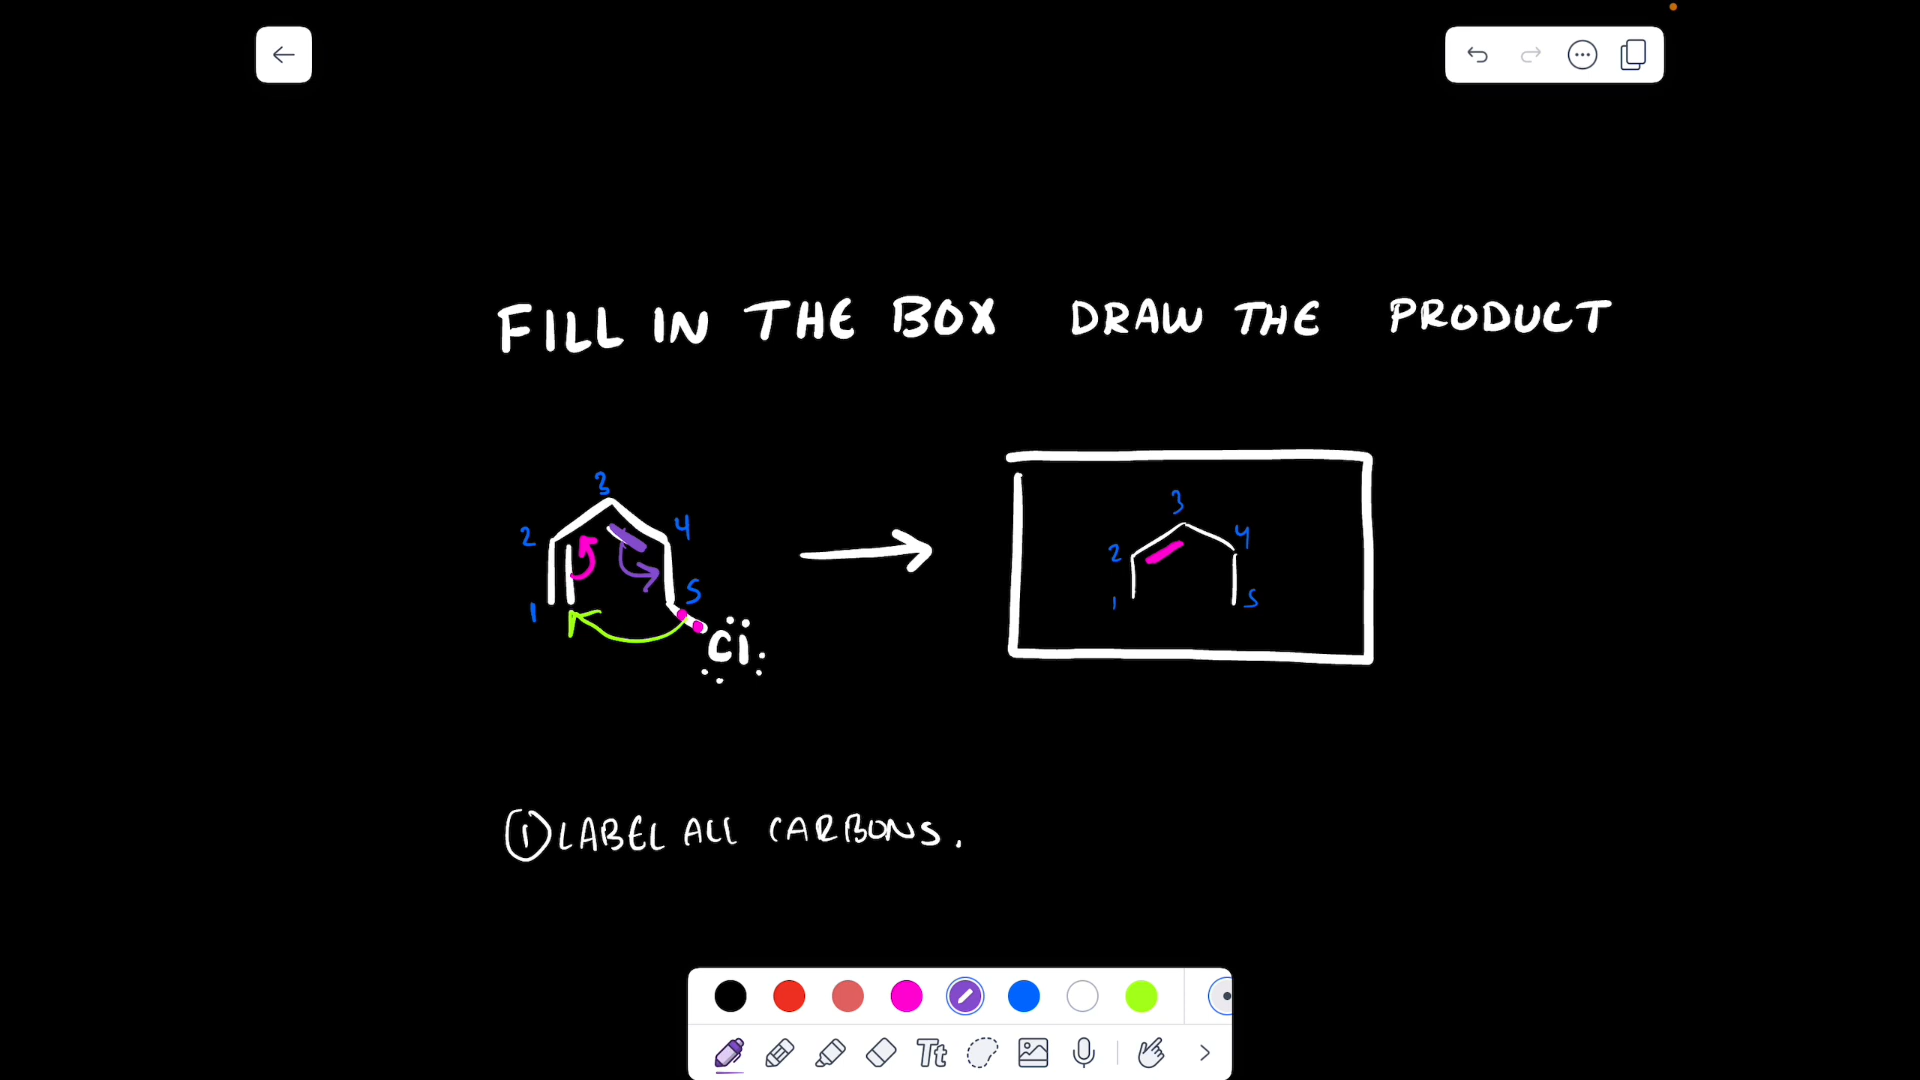 FILL IN THE BOX DRAW THE PRODUCT
3
3
2
4
4
2
5
1
1
5
Cl
① LABEL ALL CARBONS.
Tt